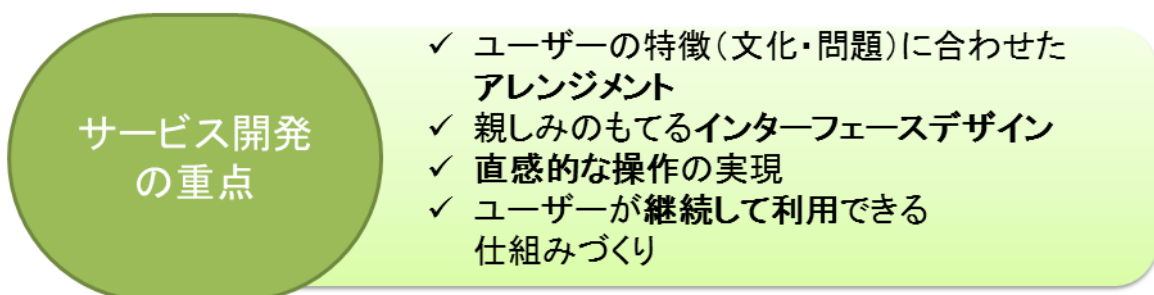 サービス開発
の重点
✓ ユーザーの特徴(文化・問題)に合わせた
アレンジメント
✓ 親しみのもてるインターフェースデザイン
✓ 直感的な操作の実現
✓ ユーザーが継続して利用できる
仕組みづくり